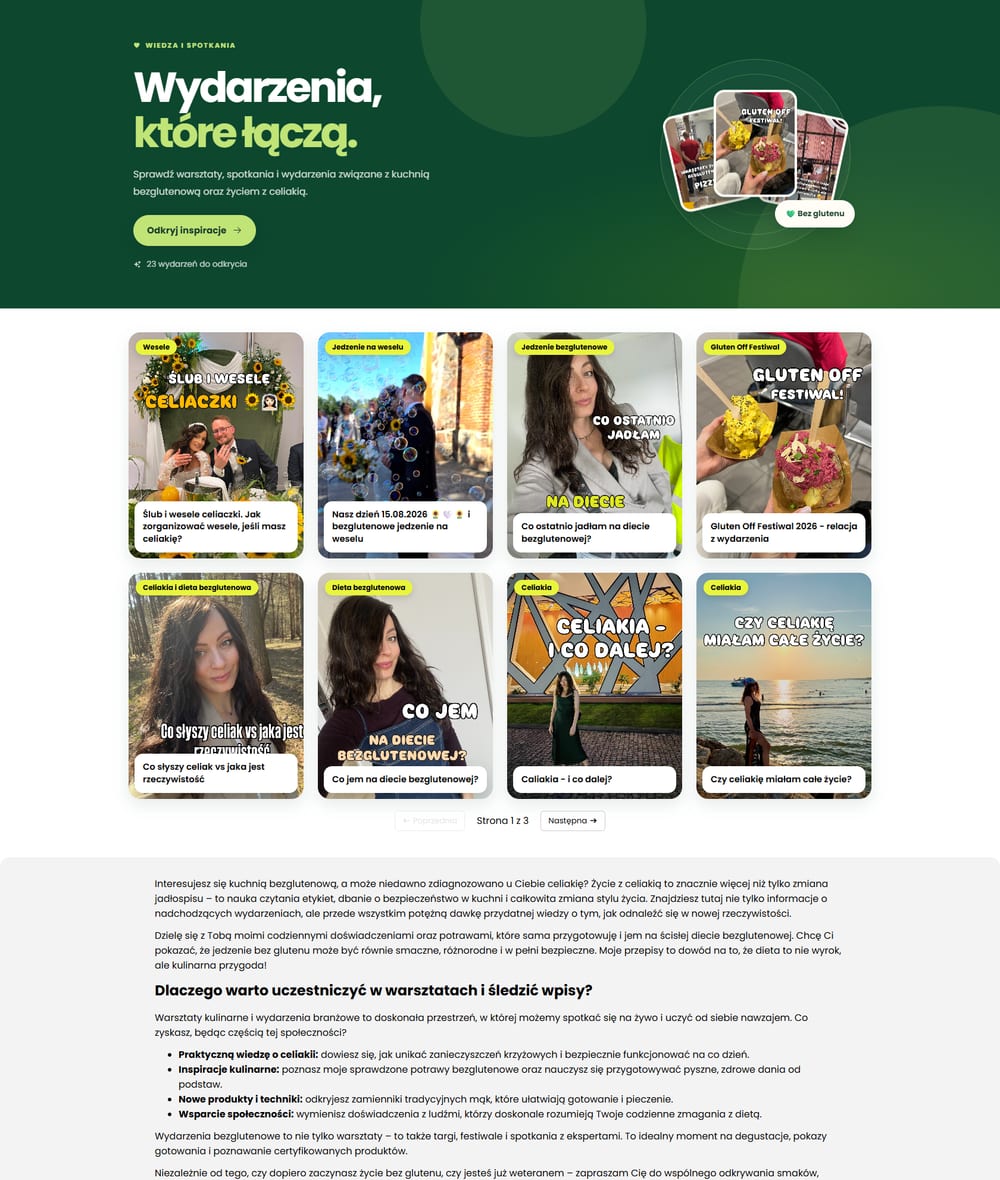 WIEDZA I SPOTKANIA
Wydarzenia,
które łączą.
Sprawdź warsztaty, spotkania i wydarzenia związane z kuchnią
bezglutenową oraz życiem z celiakią.
Odkryj inspiracje →
23 wydarzeń do odkrycia
GLUTEN OFF
FESTIWAL!
PIZZ
Bez glutenu
Wesele
ŚLUB I WESELE
CELIACZKI
Ślub i wesele celiaczki. Jak
zorganizować wesele, jeśli masz
celiakię?
Jedzenie na weselu
Nasz dzień 15.08.2026 🌻 🤍 🌻 i
bezglutenowe jedzenie na
weselu
Jedzenie bezglutenowe
CO OSTATNIO
JADŁAM
NA DIECIE
Co ostatnio jadłam na diecie
bezglutenowej?
Gluten Off Festiwal
GLUTEN OFF
FESTIWAL!
Gluten Off Festiwal 2026 - relacja
z wydarzenia
Celiakia i dieta bezglutenowa
Co słyszy celiak vs jaka jest
rzeczywistość
Co słyszy celiak vs jaka jest
rzeczywistość
Dieta bezglutenowa
CO JEM
NA DIECIE
BEZGLUTENOWEJ?
Co jem na diecie bezglutenowej?
Celiakia
CELIAKIA -
I CO DALEJ?
Caliakia - i co dalej?
Celiakia
CZY CELIAKIĘ
MIAŁAM CAŁE ŻYCIE?
Czy celiakię miałam całe życie?
← Poprzednia
Strona 1 z 3
Następna →
Interesujesz się kuchnią bezglutenową, a może niedawno zdiagnozowano u Ciebie celiakię? Życie z celiakią to znacznie więcej niż tylko zmiana
jadłospisu – to nauka czytania etykiet, dbanie o bezpieczeństwo w kuchni i całkowita zmiana stylu życia. Znajdziesz tutaj nie tylko informacje o
nadchodzących wydarzeniach, ale przede wszystkim potężną dawkę przydatnej wiedzy o tym, jak odnaleźć się w nowej rzeczywistości.
Dzielę się z Tobą moimi codziennymi doświadczeniami oraz potrawami, które sama przygotowuję i jem na ścisłej diecie bezglutenowej. Chcę Ci
pokazać, że jedzenie bez glutenu może być równie smaczne, różnorodne i w pełni bezpieczne. Moje przepisy to dowód na to, że dieta to nie wyrok,
ale kulinarna przygoda!
Dlaczego warto uczestniczyć w warsztatach i śledzić wpisy?
Warsztaty kulinarne i wydarzenia branżowe to doskonała przestrzeń, w której możemy spotkać się na żywo i uczyć od siebie nawzajem. Co
zyskasz, będąc częścią tej społeczności?
• Praktyczną wiedzę o celiakii: dowiesz się, jak unikać zanieczyszczeń krzyżowych i bezpiecznie funkcjonować na co dzień.
• Inspiracje kulinarne: poznasz moje sprawdzone potrawy bezglutenowe oraz nauczysz się przygotowywać pyszne, zdrowe dania od
podstaw.
• Nowe produkty i techniki: odkryjesz zamienniki tradycyjnych mąk, które ułatwiają gotowanie i pieczenie.
• Wsparcie społeczności: wymienisz doświadczenia z ludźmi, którzy doskonale rozumieją Twoje codzienne zmagania z dietą.
Wydarzenia bezglutenowe to nie tylko warsztaty – to także targi, festiwale i spotkania z ekspertami. To idealny moment na degustacje, pokazy
gotowania i poznawanie certyfikowanych produktów.
Niezależnie od tego, czy dopiero zaczynasz życie bez glutenu, czy jesteś już weteranem – zapraszam Cię do wspólnego odkrywania smaków,